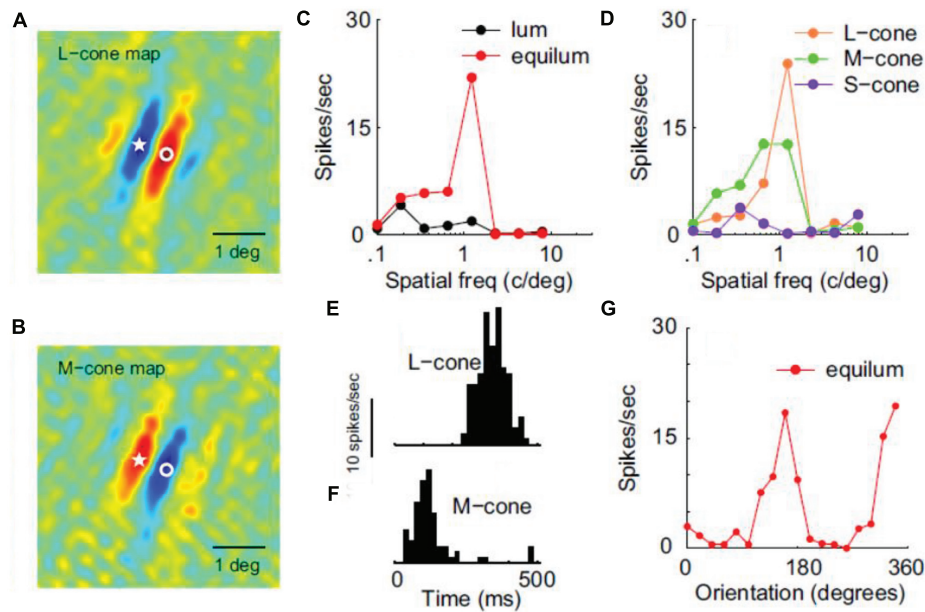 A
L-cone map
1 deg
B
M-cone map
1 deg
C
30
15
0
Spikes/sec
lum
equilum
.1
1
10
Spatial freq (c/deg)
D
30
15
0
Spikes/sec
L-cone
M-cone
S-cone
.1
1
10
Spatial freq (c/deg)
E
L-cone
10 spikes/sec
F
M-cone
0
500
Time (ms)
G
30
15
0
Spikes/sec
equilum
0
180
360
Orientation (degrees)